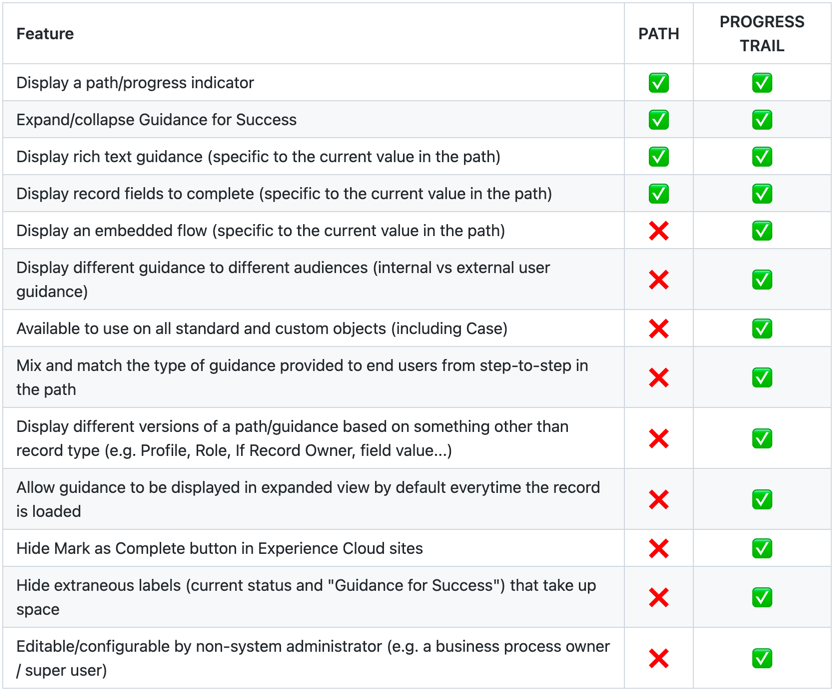 Feature PATH PROGRESS
TRAIL
Display a path/progress indicator ✅ ✅
Expand/collapse Guidance for Success ✅ ✅
Display rich text guidance (specific to the current value in the path) ✅ ✅
Display record fields to complete (specific to the current value in the path) ✅ ✅
Display an embedded flow (specific to the current value in the path) ❌ ✅
Display different guidance to different audiences (internal vs external user
guidance) ❌ ✅
Available to use on all standard and custom objects (including Case) ❌ ✅
Mix and match the type of guidance provided to end users from step-to-step in
the path ❌ ✅
Display different versions of a path/guidance based on something other than
record type (e.g. Profile, Role, If Record Owner, field value...) ❌ ✅
Allow guidance to be displayed in expanded view by default everytime the record
is loaded ❌ ✅
Hide Mark as Complete button in Experience Cloud sites ❌ ✅
Hide extraneous labels (current status and "Guidance for Success") that take up
space ❌ ✅
Editable/configurable by non-system administrator (e.g. a business process owner
/ super user) ❌ ✅